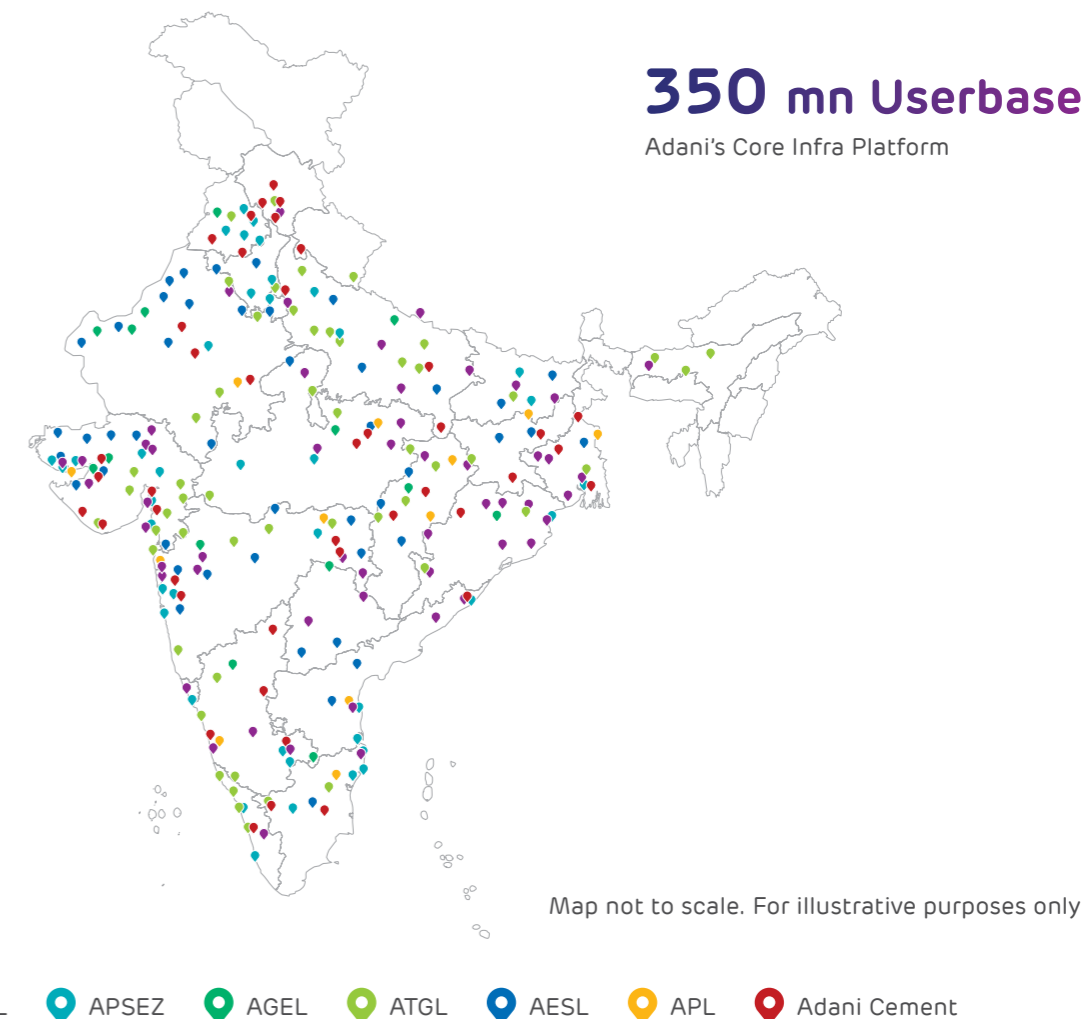 350 mn Userbase
Adani's Core Infra Platform
Map not to scale. For illustrative purposes only
L APSEZ AGEL ATGL AESL APL Adani Cement